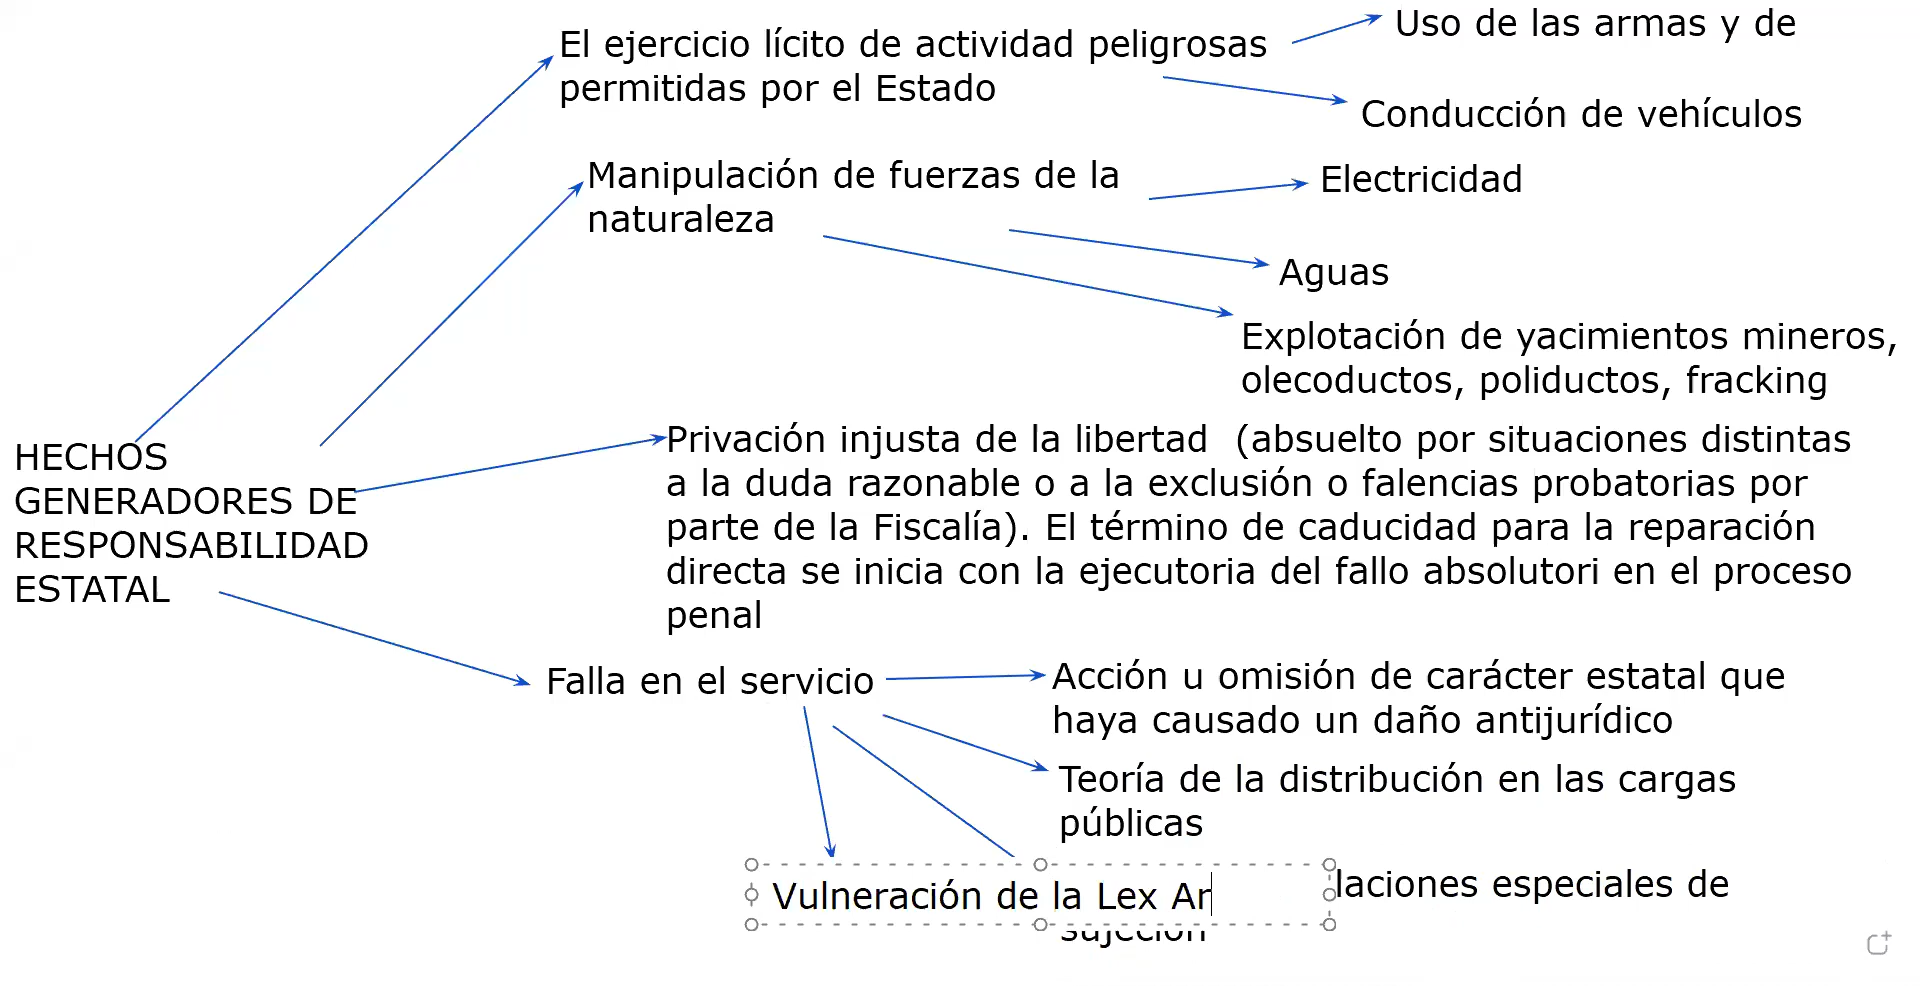 Uso de las armas y de
El ejercicio lícito de actividad peligrosas
permitidas por el Estado
Conducción de vehículos
Manipulación de fuerzas de la
naturaleza
Electricidad
Aguas
Explotación de yacimientos mineros,
olecoductos, poliductos, fracking
HECHOS
GENERADORES DE
RESPONSABILIDAD
ESTATAL
Privación injusta de la libertad (absuelto por situaciones distintas
a la duda razonable o a la exclusión o falencias probatorias por
parte de la Fiscalía). El término de caducidad para la reparación
directa se inicia con la ejecutoria del fallo absolutori en el proceso
penal
Falla en el servicio
Acción u omisión de carácter estatal que
haya causado un daño antijurídico
Teoría de la distribución en las cargas
públicas
Vulneración de la Lex Ar
laciones especiales de
sujeción